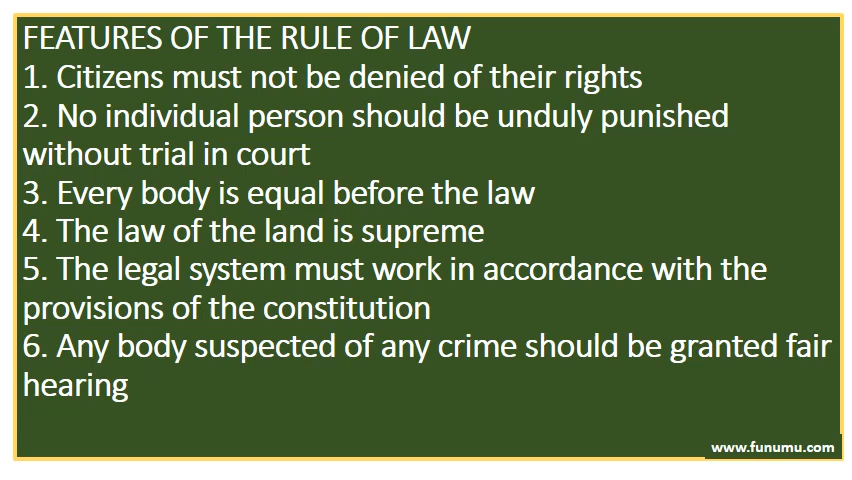 FEATURES OF THE RULE OF LAW
1. Citizens must not be denied of their rights
2. No individual person should be unduly punished
without trial in court
3. Every body is equal before the law
4. The law of the land is supreme
5. The legal system must work in accordance with the
provisions of the constitution
6. Any body suspected of any crime should be granted fair
hearing
www.funumu.com